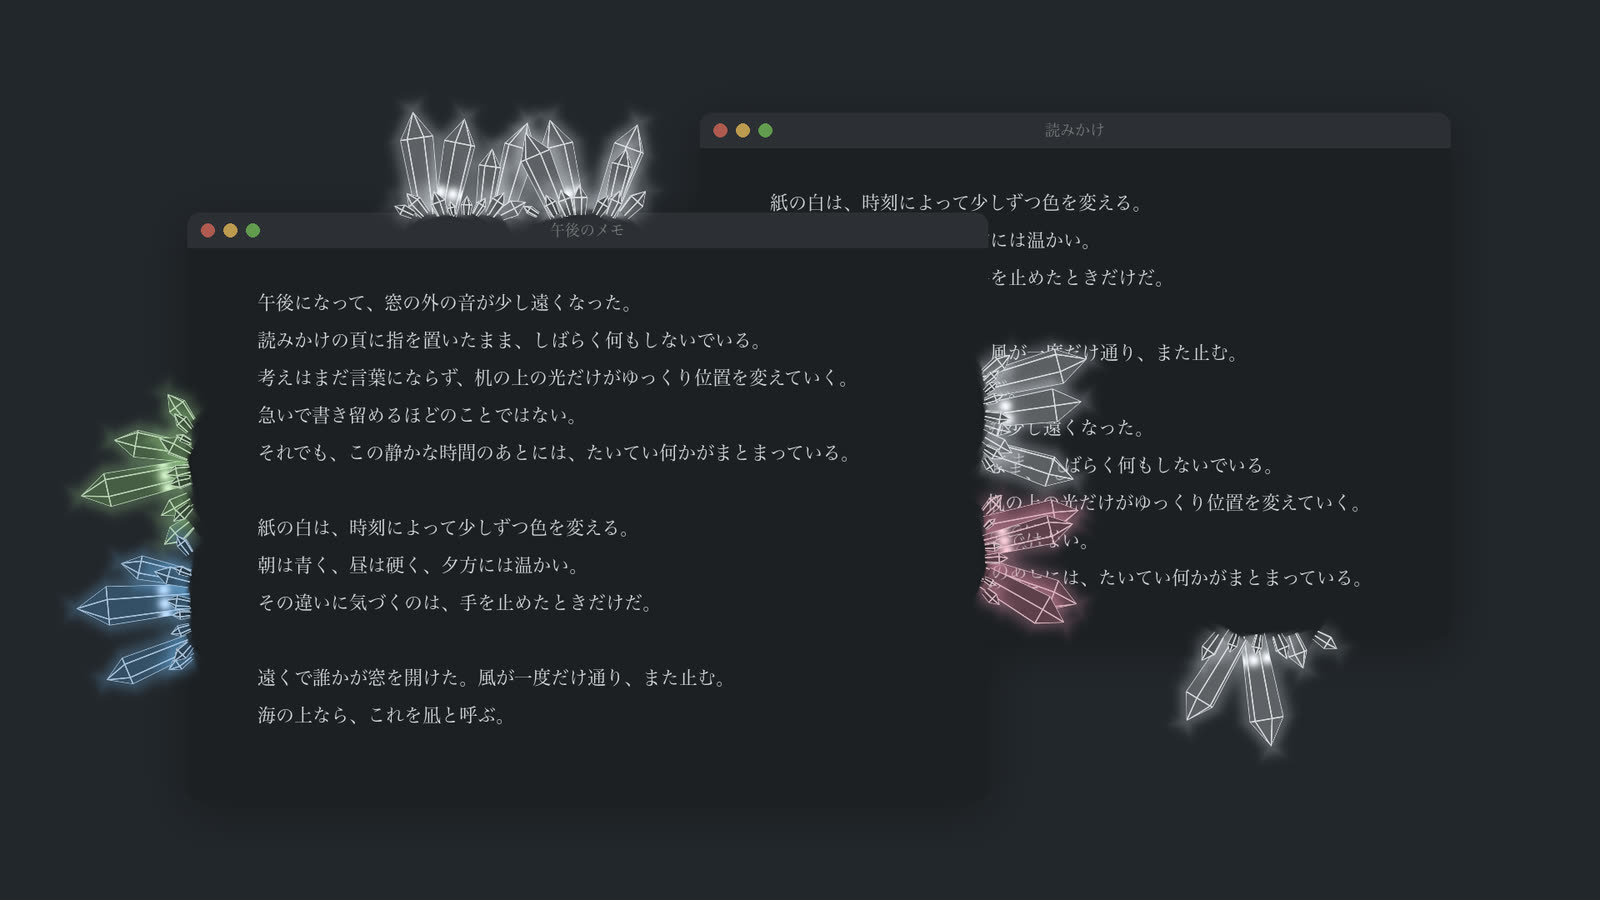 午後のメモ
午後になって、窓の外の音が少し遠くなった。
読みかけの頁に指を置いたまま、しばらく何もしないでいる。
考えはまだ言葉にならず、机の上の光だけがゆっくり位置を変えていく。
急いで書き留めるほどのことではない。
それでも、この静かな時間のあとには、たいてい何かがまとまっている。
紙の白は、時刻によって少しずつ色を変える。
朝は青く、昼は硬く、夕方には温かい。
その違いに気づくのは、手を止めたときだけだ。
遠くで誰かが窓を開けた。風が一度だけ通り、また止む。
海の上なら、これを凪と呼ぶ。
読みかけ
紙の白は、時刻によって少しずつ色を変える。
には温かい。
を止めたときだけだ。
風が一度だけ通り、また止む。
少し遠くなった。
ばらく何もしないでいる。
机の上の光だけがゆっくり位置を変えていく。
ではない。
のあとには、たいてい何かがまとまっている。